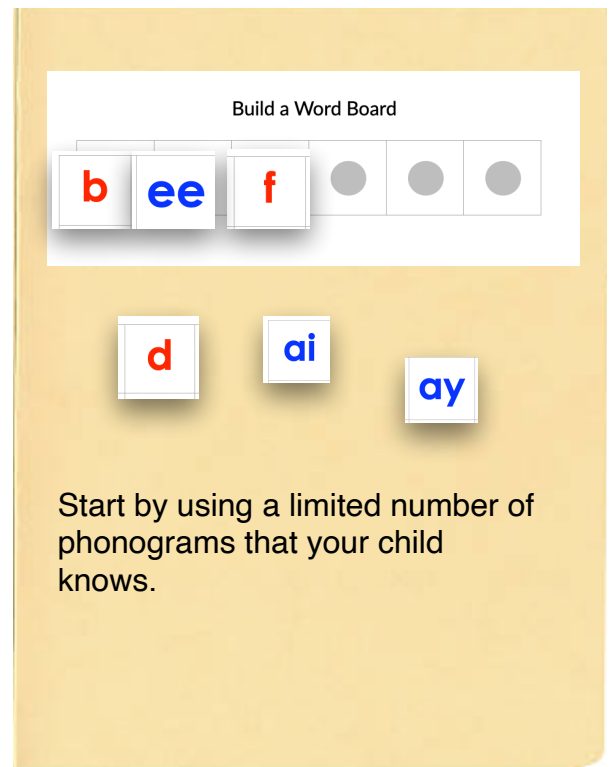 Build a Word Board
b ee f
d ai ay
Start by using a limited number of
phonograms that your child
knows.